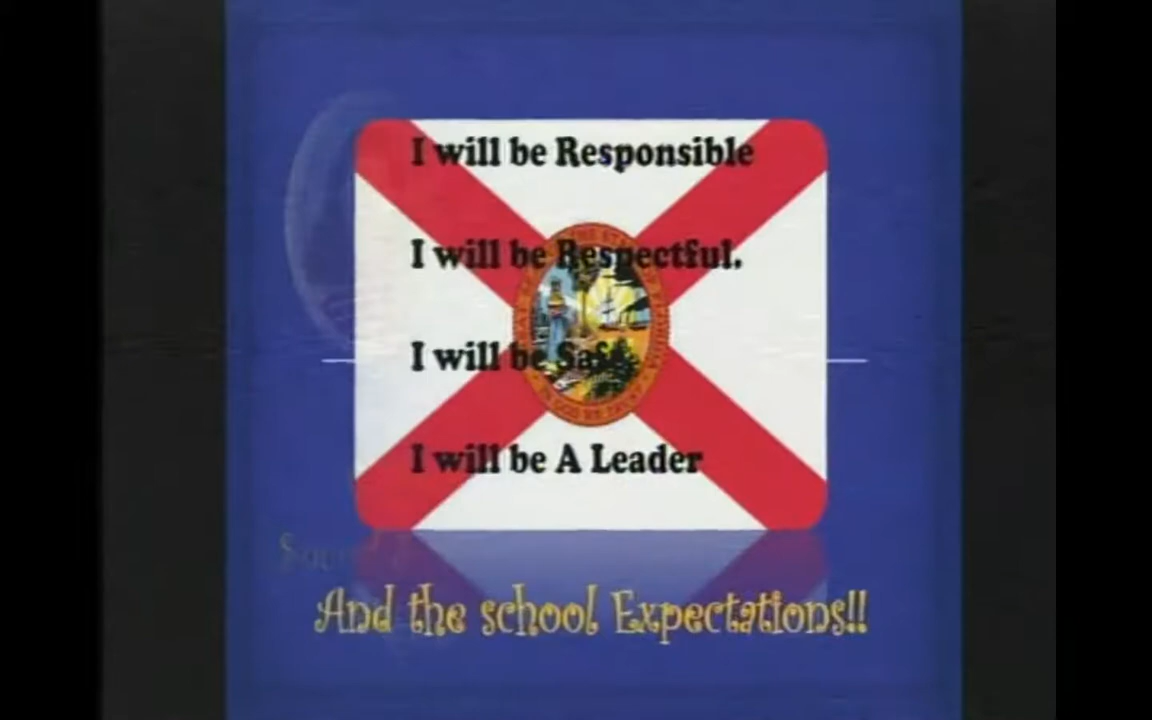 I will be Responsible
I will be Respectful.
I will be Safe.
I will be A Leader
And the school Expectations!!